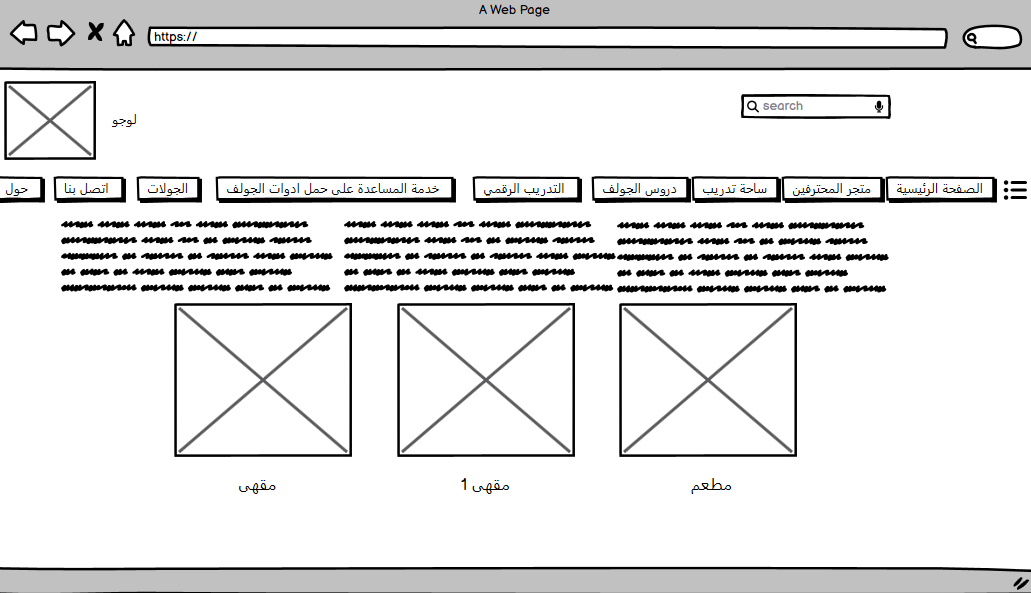 A Web Page
https://
search
لوجو
الصفحة الرئيسية
متجر المحترفين
ساحة تدريب
دروس الجولف
التدريب الرقمي
خدمة المساعدة على حمل ادوات الجولف
الجولات
اتصل بنا
حول
مطعم
مقهى 1
مقهى